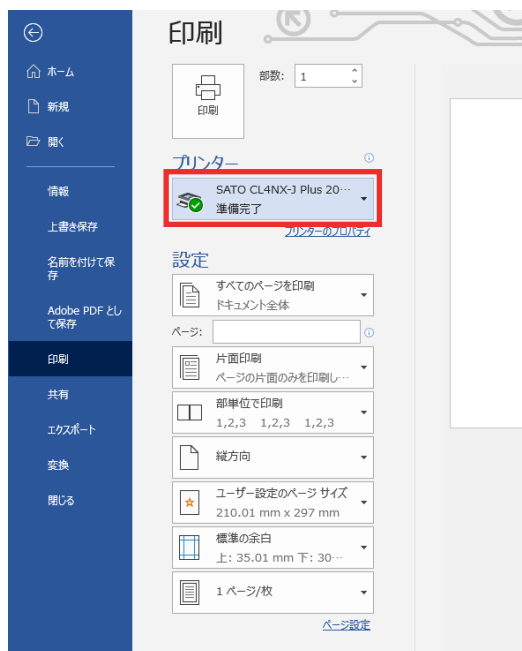 印刷
ホーム
新規
開く
情報
上書き保存
名前を付けて保
存
Adobe PDF とし
て保存
印刷
共有
エクスポート
変換
閉じる
印刷
部数: 1
プリンター
SATO CL4NX-J Plus 20…
準備完了
プリンターのプロパティ
設定
すべてのページを印刷
ドキュメント全体
ページ:
片面印刷
ページの片面のみを印刷し…
部単位で印刷
1,2,3 1,2,3 1,2,3
縦方向
ユーザー設定のページ サイズ
210.01 mm x 297 mm
標準の余白
上: 35.01 mm 下: 30…
1 ページ/枚
ページ設定